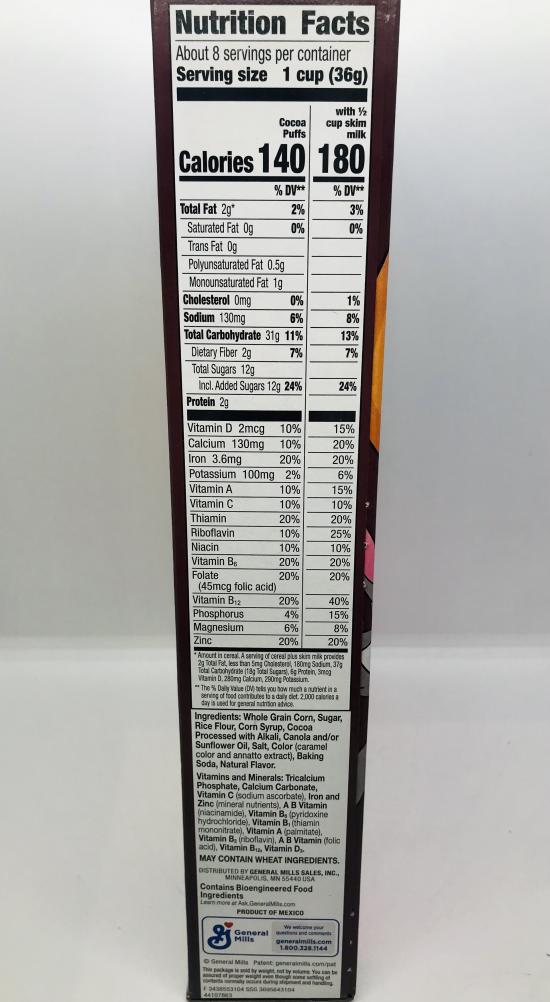 Nutrition Facts
About 8 servings per container
Serving size 1 cup (36g)
Cocoa Puffs
with ½ cup skim milk
Calories 140 180
% DV** % DV**
Total Fat 2g* 2% 3%
Saturated Fat 0g 0% 0%
Trans Fat 0g
Polyunsaturated Fat 0.5g
Monounsaturated Fat 1g
Cholesterol 0mg 0% 1%
Sodium 130mg 6% 8%
Total Carbohydrate 31g 11% 13%
Dietary Fiber 2g 7% 7%
Total Sugars 12g
Incl. Added Sugars 12g 24% 24%
Protein 2g
Vitamin D 2mcg 10% 15%
Calcium 130mg 10% 20%
Iron 3.6mg 20% 20%
Potassium 100mg 2% 6%
Vitamin A 10% 15%
Vitamin C 10% 10%
Thiamin 20% 20%
Riboflavin 10% 25%
Niacin 10% 10%
Vitamin B₆ 20% 20%
Folate 20% 20%
(45mcg folic acid)
Vitamin B₁₂ 20% 40%
Phosphorus 4% 15%
Magnesium 6% 8%
Zinc 20% 20%
* Amount in cereal. A serving of cereal plus skim milk provides
2g Total Fat, less than 5mg Cholesterol, 180mg Sodium, 37g
Total Carbohydrate (18g Total Sugars), 6g Protein, 3mcg
Vitamin D, 280mg Calcium, 290mg Potassium.
** The % Daily Value (DV) tells you how much a nutrient in a
serving of food contributes to a daily diet. 2,000 calories a
day is used for general nutrition advice.
Ingredients: Whole Grain Corn, Sugar,
Rice Flour, Corn Syrup, Cocoa
Processed with Alkali, Canola and/or
Sunflower Oil, Salt, Color (caramel
color and annatto extract), Baking
Soda, Natural Flavor.
Vitamins and Minerals: Tricalcium
Phosphate, Calcium Carbonate,
Vitamin C (sodium ascorbate), Iron and
Zinc (mineral nutrients), A B Vitamin
(niacinamide), Vitamin B₆ (pyridoxine
hydrochloride), Vitamin B₁ (thiamin
mononitrate), Vitamin A (palmitate),
Vitamin B₂ (riboflavin), A B Vitamin (folic
acid), Vitamin B₁₂, Vitamin D₃.
MAY CONTAIN WHEAT INGREDIENTS.
DISTRIBUTED BY GENERAL MILLS SALES, INC.,
MINNEAPOLIS, MN 55440 USA
Contains Bioengineered Food
Ingredients
Learn more at Ask.GeneralMills.com
PRODUCT OF MEXICO
General
Mills
We welcome your
questions and comments
generalmills.com
1.800.328.1144
© General Mills Patent: generalmills.com/pat
This package is sold by weight, not by volume. You can be
assured of proper weight even though some settling of
contents normally occurs during shipment and handling.
F 3438553104 SSG 3695643104
44107863